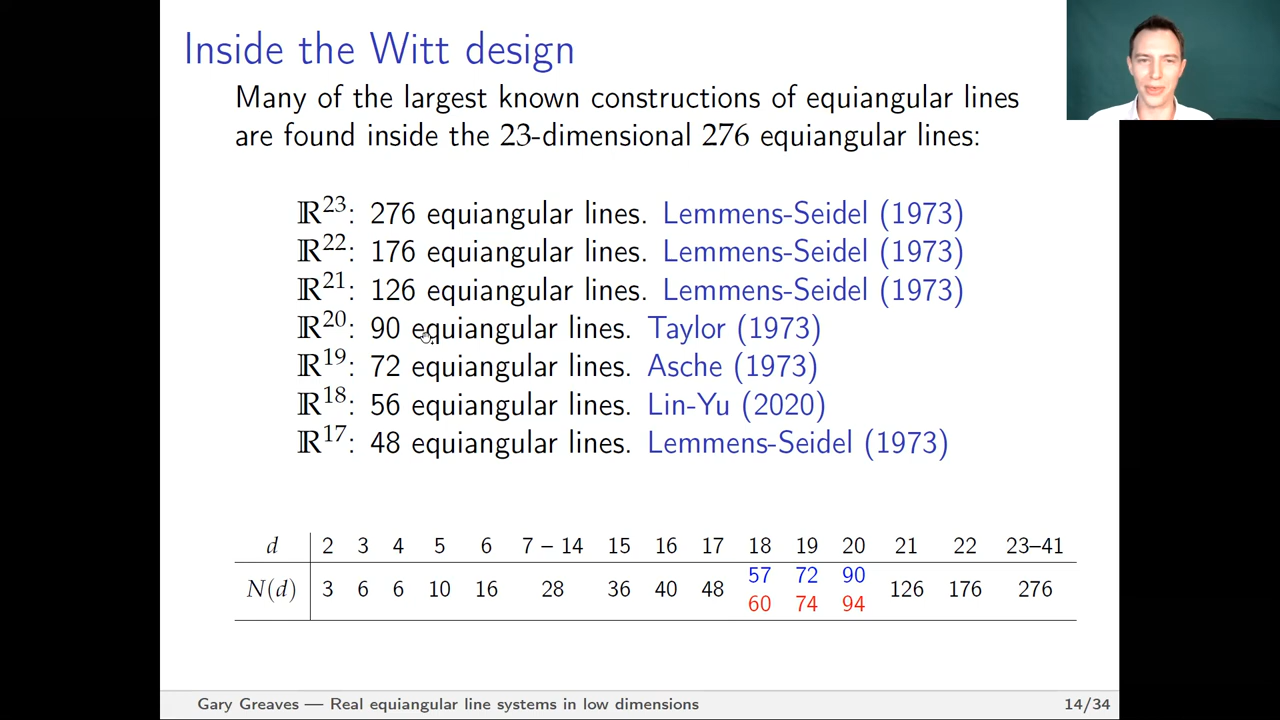 Inside the Witt design
Many of the largest known constructions of equiangular lines
are found inside the 23-dimensional 276 equiangular lines:
ℝ²³: 276 equiangular lines. Lemmens-Seidel (1973)
ℝ²²: 176 equiangular lines. Lemmens-Seidel (1973)
ℝ²¹: 126 equiangular lines. Lemmens-Seidel (1973)
ℝ²⁰: 90 equiangular lines. Taylor (1973)
ℝ¹⁹: 72 equiangular lines. Asche (1973)
ℝ¹⁸: 56 equiangular lines. Lin-Yu (2020)
ℝ¹⁷: 48 equiangular lines. Lemmens-Seidel (1973)
d 2 3 4 5 6 7 – 14 15 16 17 18 19 20 21 22 23–41
57 72 90
N(d) 3 6 6 10 16 28 36 40 48 126 176 276
60 74 94
Gary Greaves — Real equiangular line systems in low dimensions 14/34